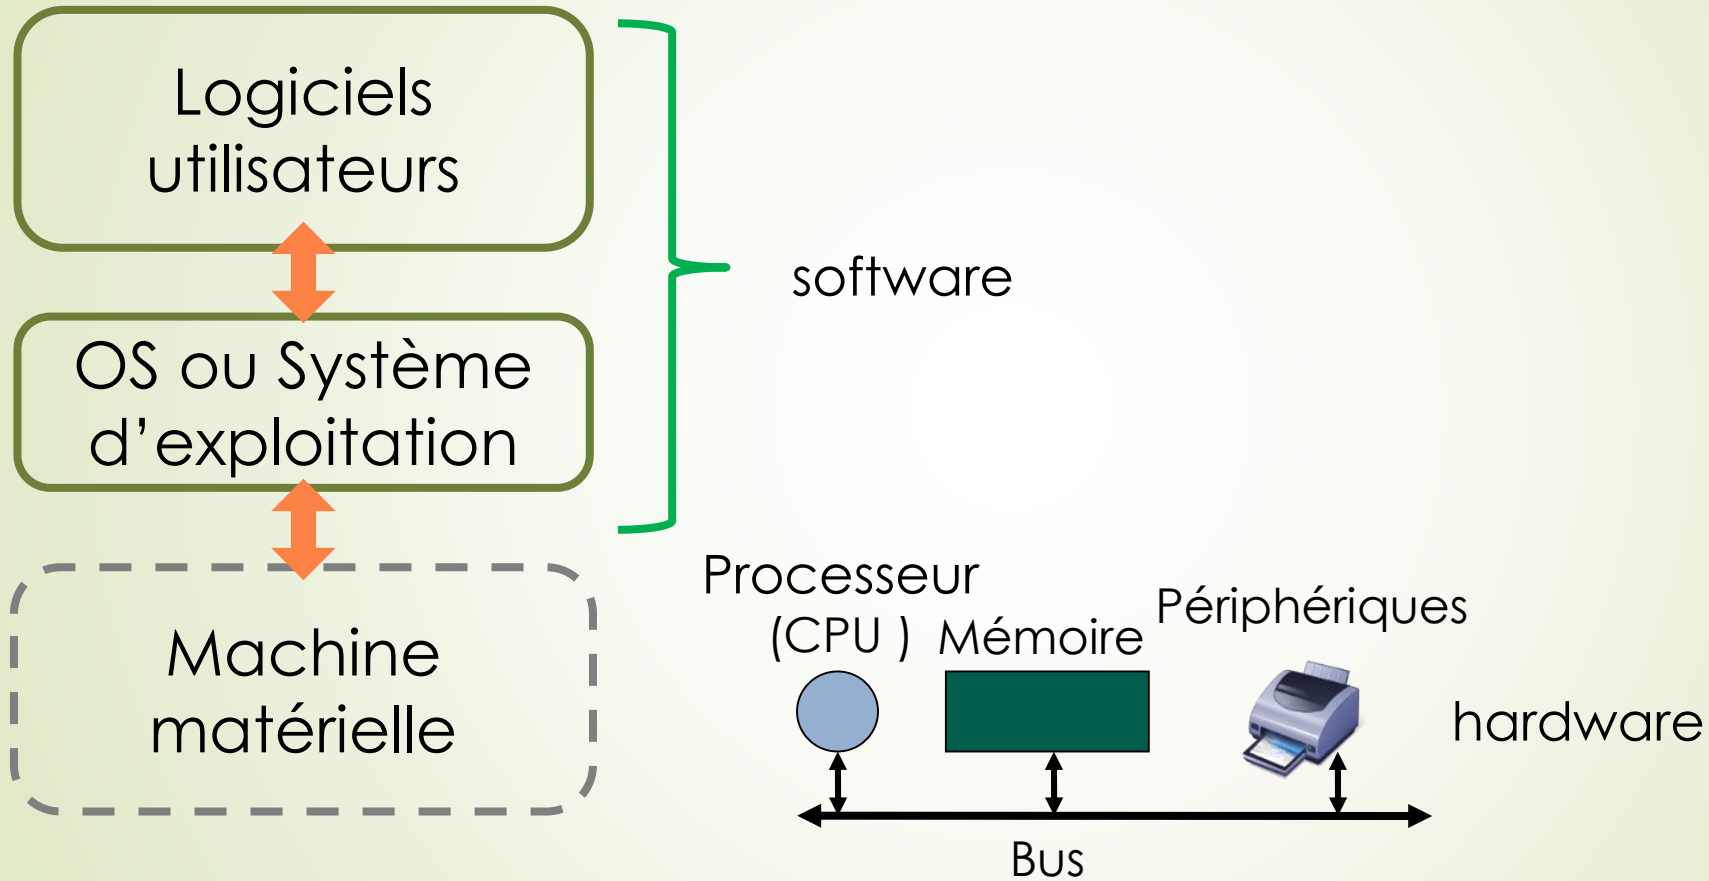 Logiciels
utilisateurs
software
OS ou Système
d’exploitation
Machine
matérielle
Processeur
(CPU )
Mémoire
Périphériques
hardware
Bus